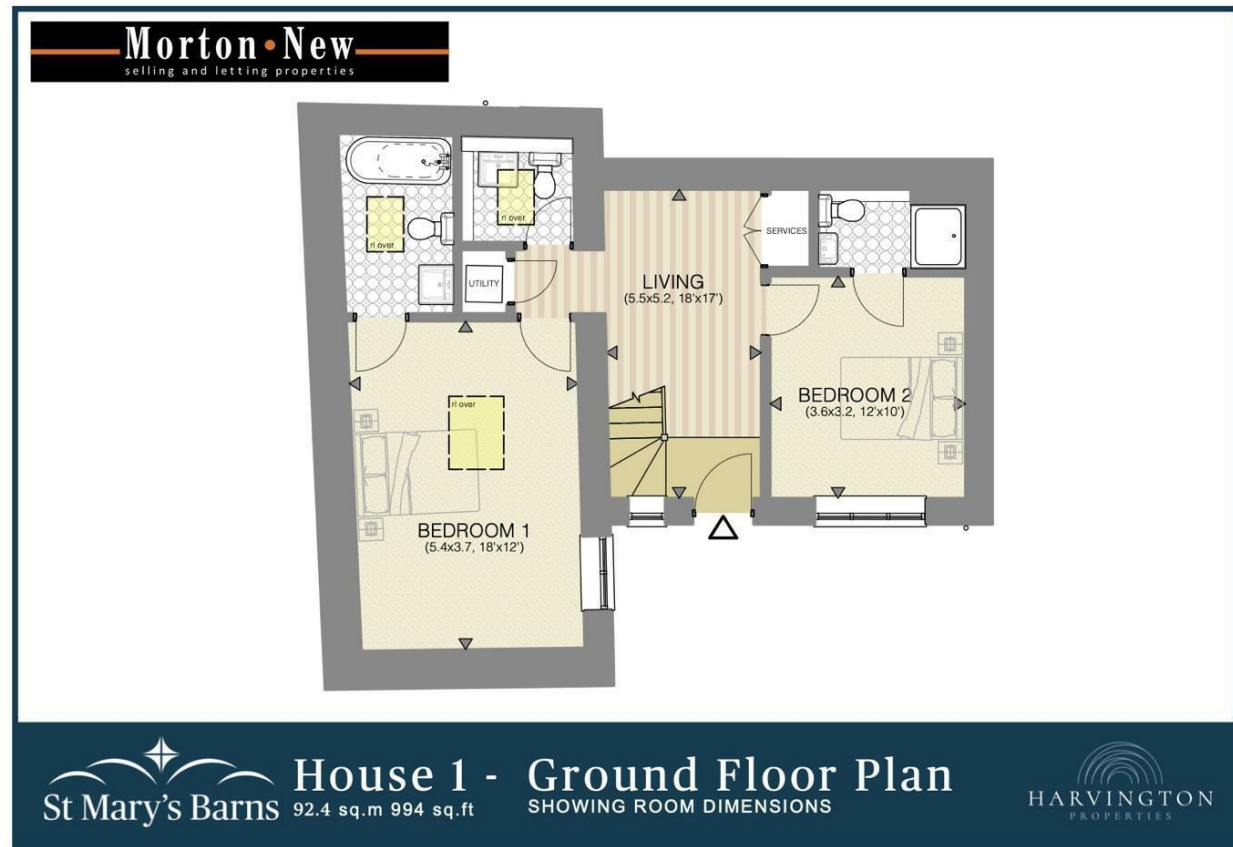 Morton•New
selling and letting properties
rl over
rl over
UTILITY
SERVICES
LIVING
(5.5x5.2, 18'x17')
BEDROOM 2
(3.6x3.2, 12'x10')
rl over
BEDROOM 1
(5.4x3.7, 18'x12')
St Mary's Barns
House 1 - Ground Floor Plan
92.4 sq.m 994 sq.ft
SHOWING ROOM DIMENSIONS
HARVINGTON
PROPERTIES